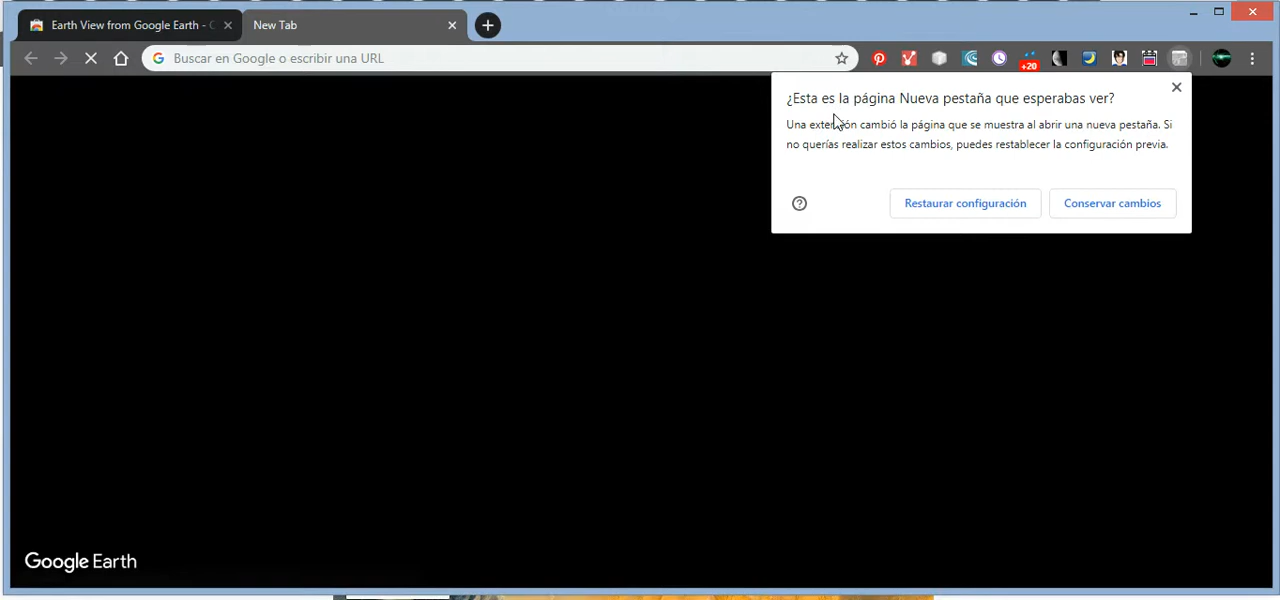 Earth View from Google Earth - C
New Tab
Buscar en Google o escribir una URL
+20
¿Esta es la página Nueva pestaña que esperabas ver?
Una extensión cambió la página que se muestra al abrir una nueva pestaña. Si
no querías realizar estos cambios, puedes restablecer la configuración previa.
Restaurar configuración
Conservar cambios
Google Earth